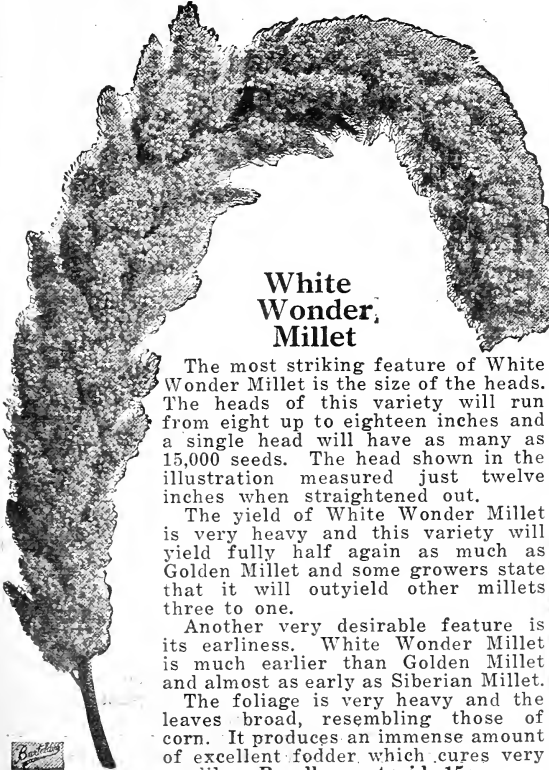 White
Wonder
Millet
The most striking feature of White
Wonder Millet is the size of the heads.
The heads of this variety will run
from eight up to eighteen inches and
a single head will have as many as
15,000 seeds. The head shown in the
illustration measured just twelve
inches when straightened out.
The yield of White Wonder Millet
is very heavy and this variety will
yield fully half again as much as
Golden Millet and some growers state
that it will outyield other millets
three to one.
Another very desirable feature is
its earliness. White Wonder Millet
is much earlier than Golden Millet
and almost as early as Siberian Millet.
The foliage is very heavy and the
leaves broad, resembling those of
corn. It produces an immense amount
of excellent fodder which cures very